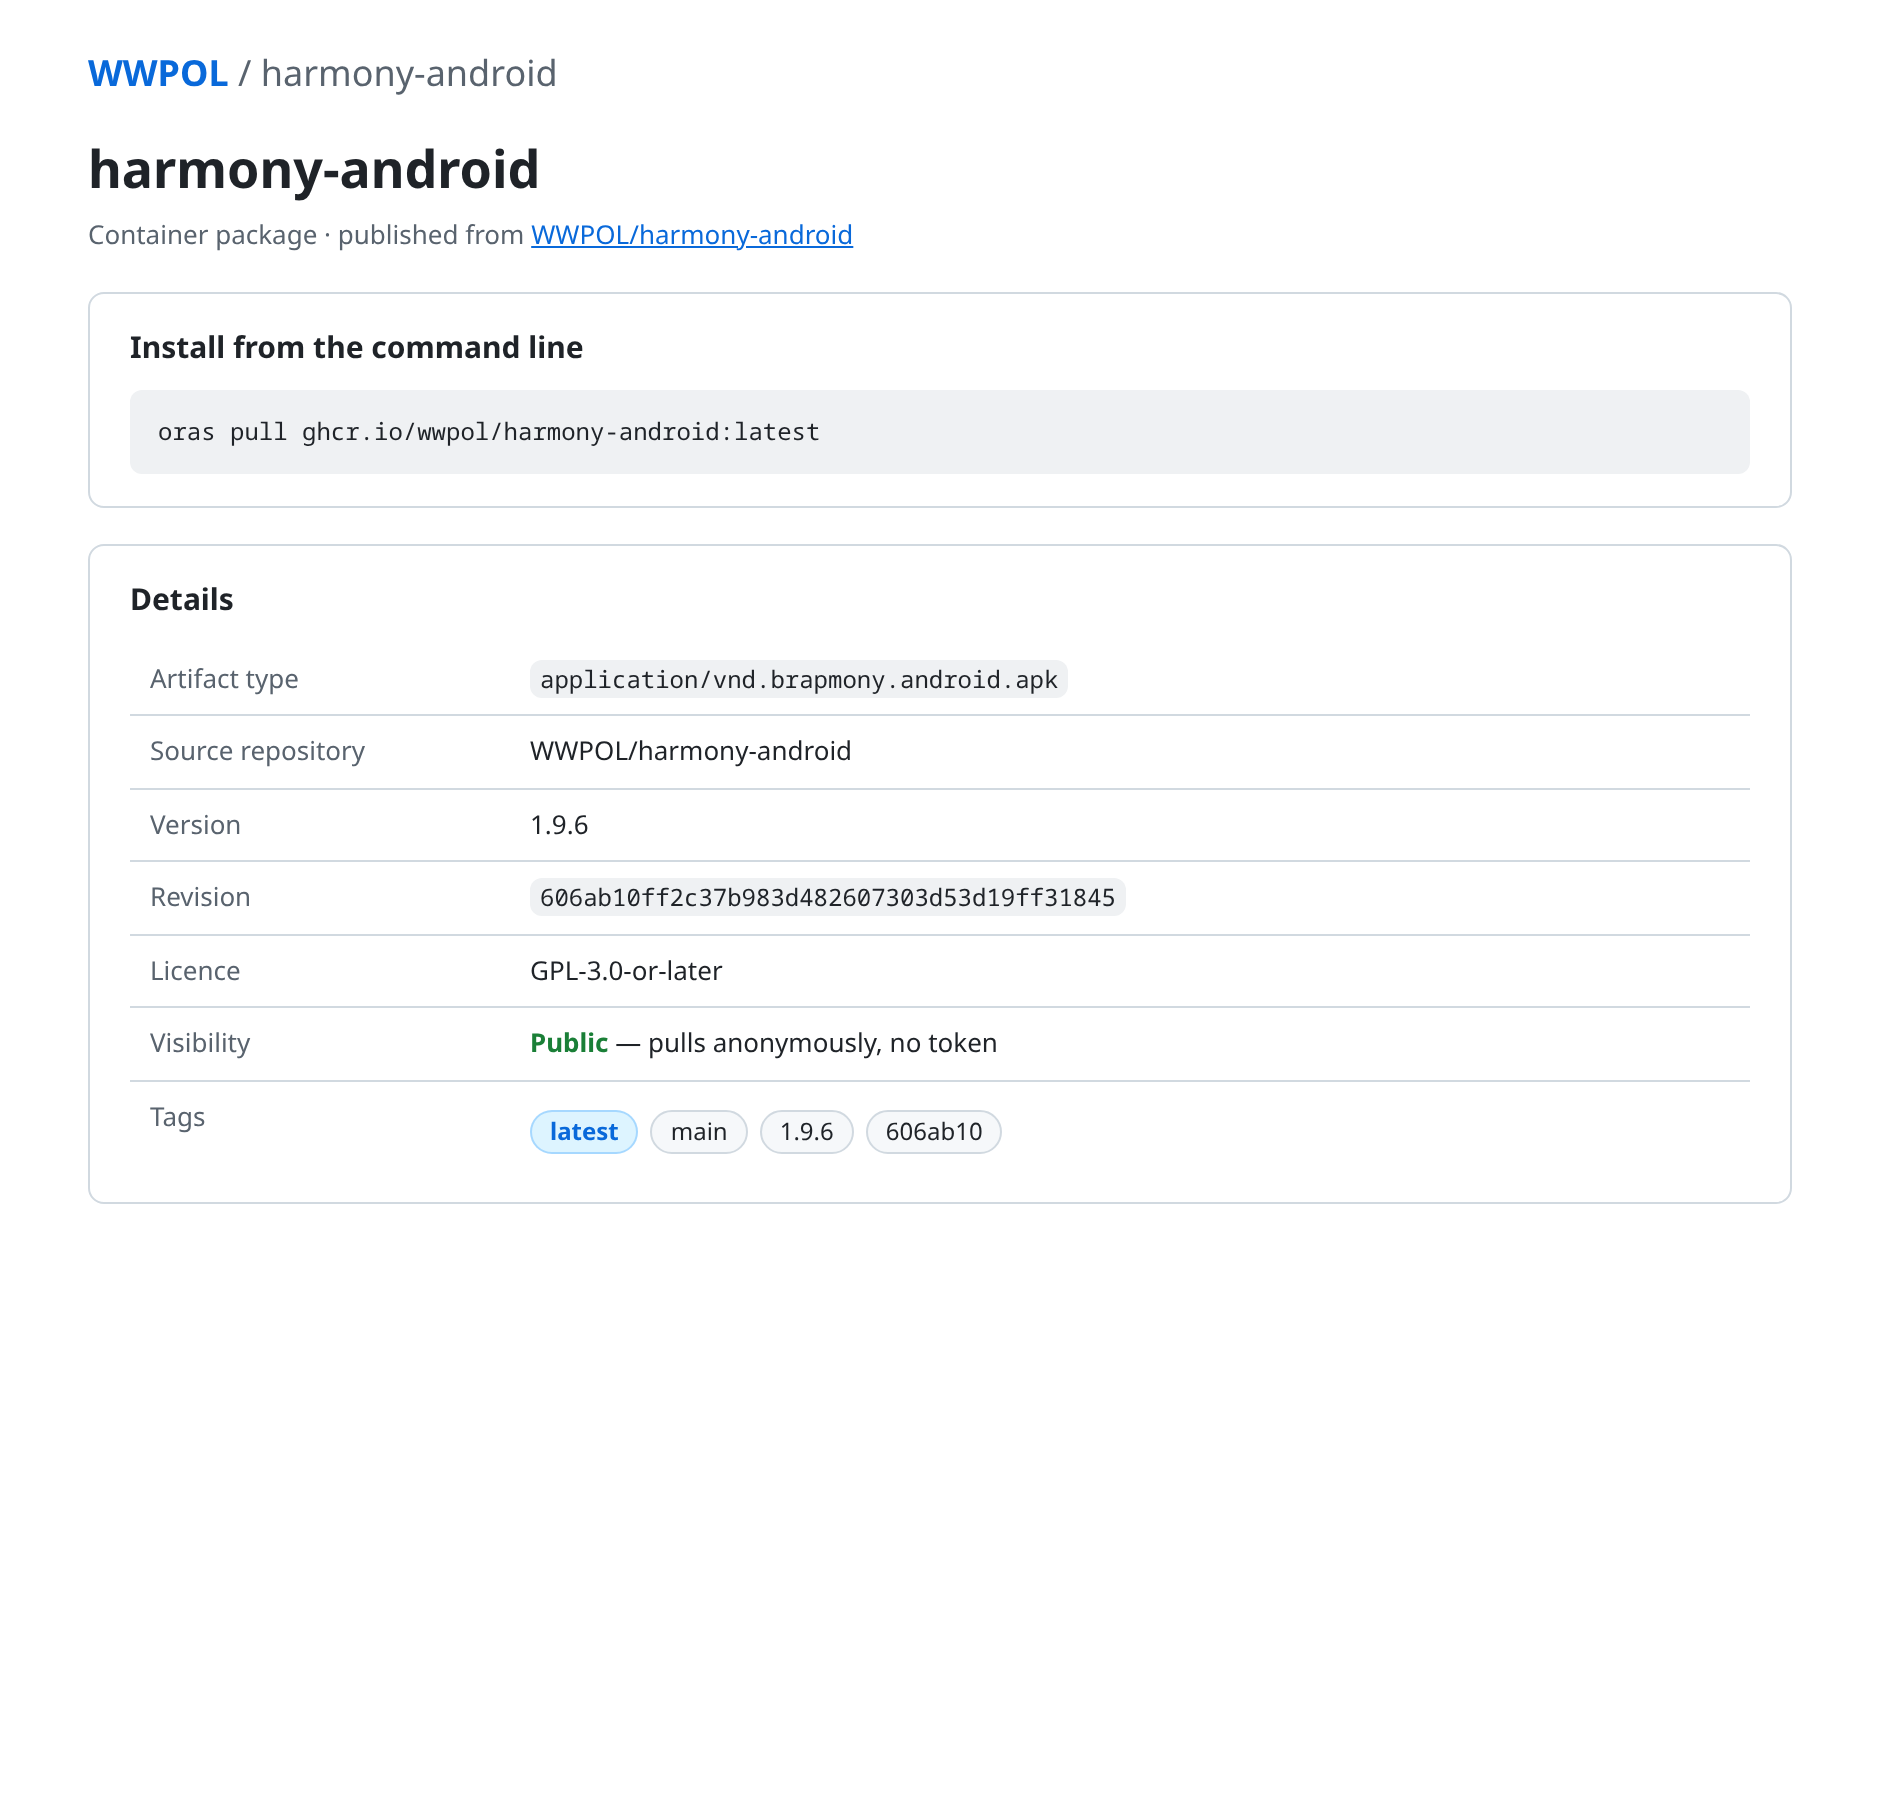 WWPOL / harmony-android
harmony-android
Container package · published from WWPOL/harmony-android
Install from the command line
oras pull ghcr.io/wwpol/harmony-android:latest
Details
Artifact type application/vnd.brapmony.android.apk
Source repository WWPOL/harmony-android
Version 1.9.6
Revision 606ab10ff2c37b983d482607303d53d19ff31845
Licence GPL-3.0-or-later
Visibility Public — pulls anonymously, no token
Tags latest main 1.9.6 606ab10